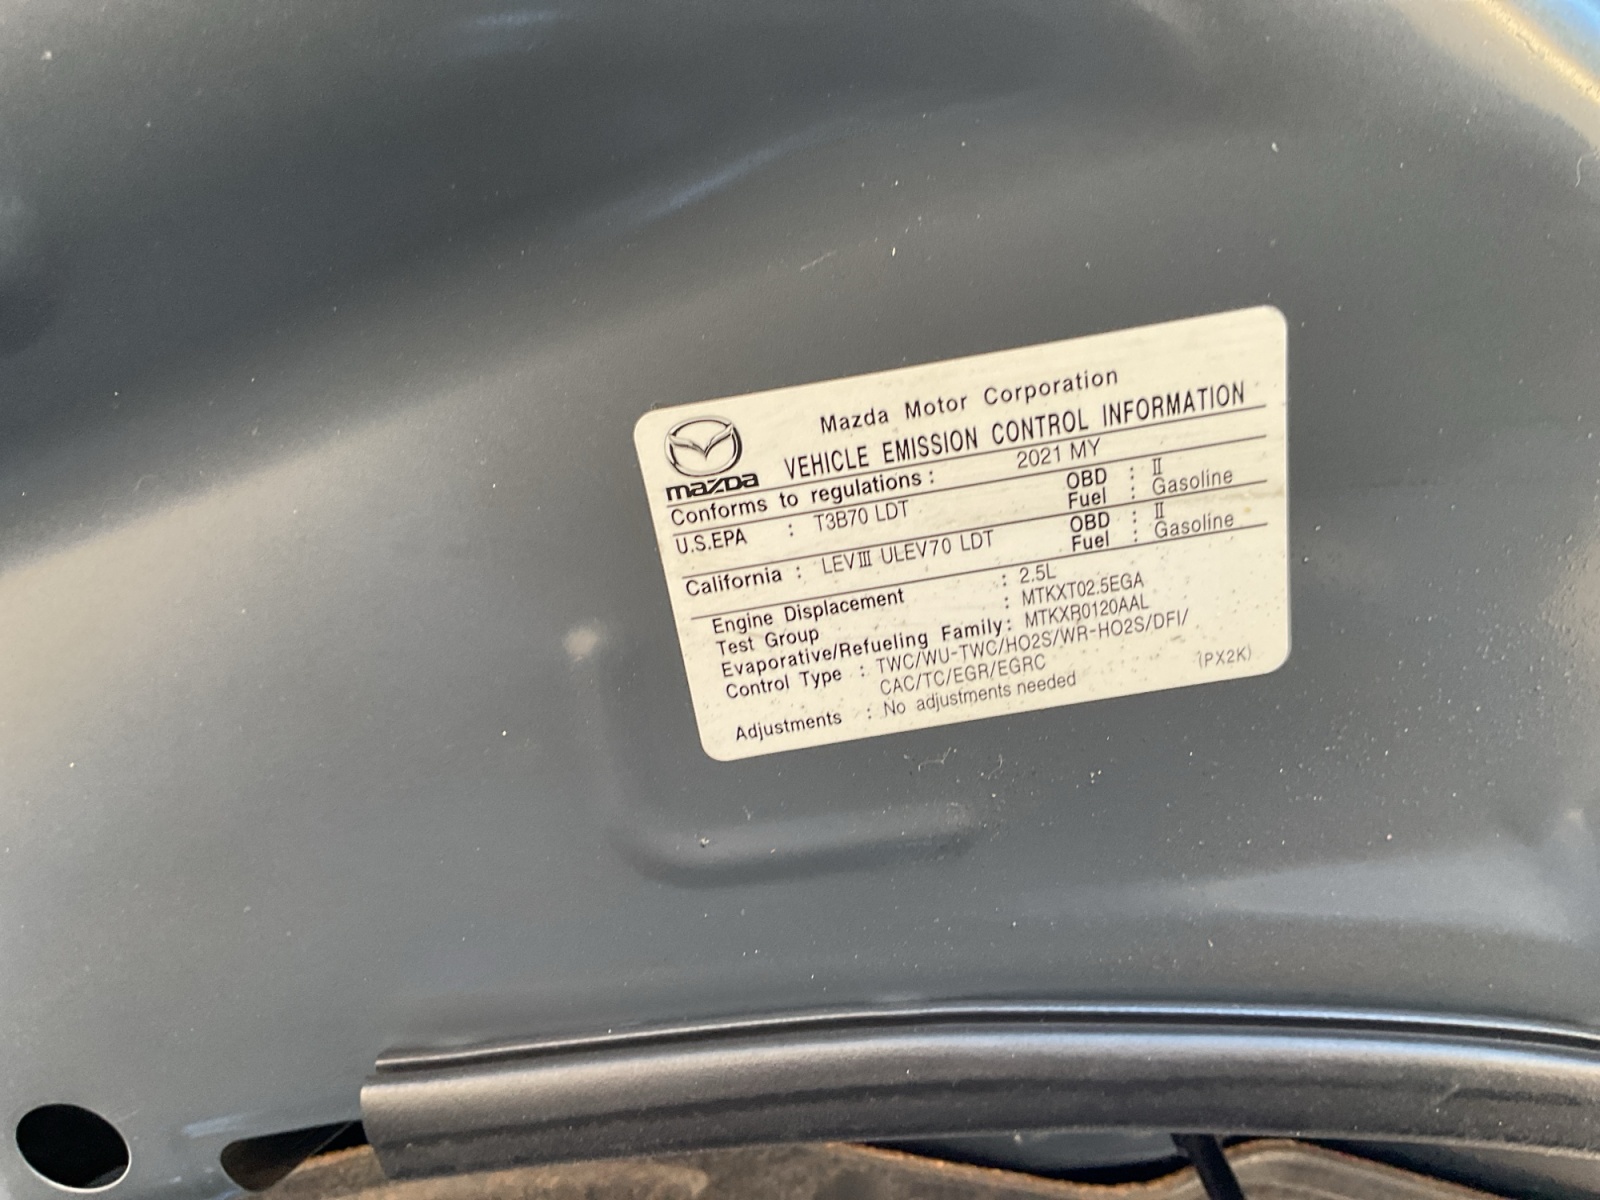 Mazda Motor Corporation
mazda
VEHICLE EMISSION CONTROL INFORMATION
Conforms to regulations : 2021 MY
U.S.EPA : T3B70 LDT OBD : II
Fuel : Gasoline
California : LEVIII ULEV70 LDT OBD : II
Fuel : Gasoline
Engine Displacement : 2.5L
Test Group : MTKXT02.5EGA
Evaporative/Refueling Family : MTKXR0120AAL
Control Type : TWC/WU-TWC/HO2S/WR-HO2S/DFI/
CAC/TC/EGR/EGRC
(PX2K)
Adjustments : No adjustments needed